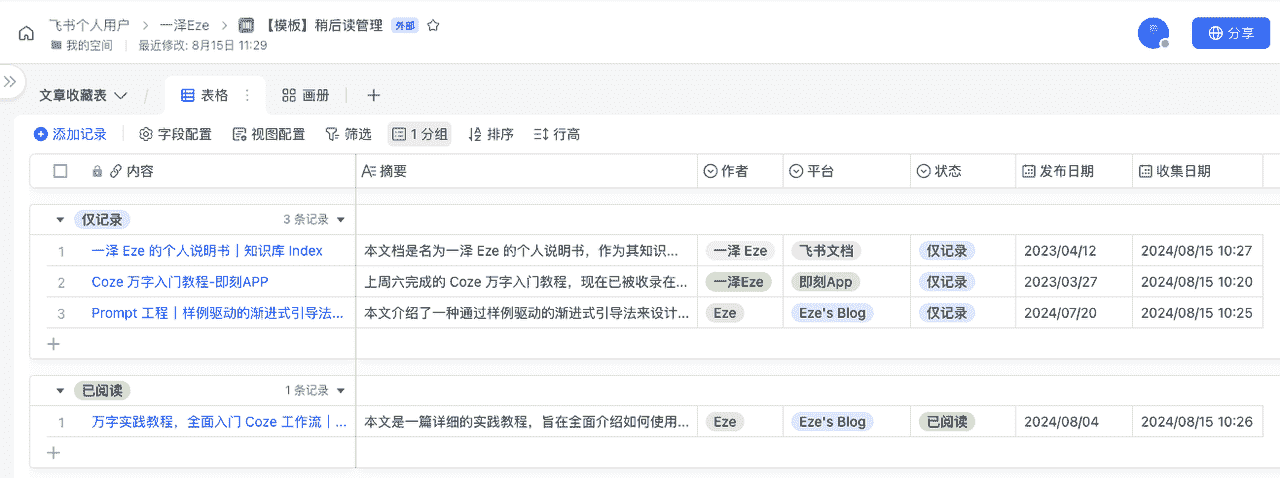 飞书个人用户 > 一泽Eze > 【模板】稍后读管理 外部
我的空间 | 最近修改: 8月15日 11:29
分享
文章收藏表 / 表格 画册
添加记录 字段配置 视图配置 筛选 1 分组 排序 行高
内容 摘要 作者 平台 状态 发布日期 收集日期
仅记录 3 条记录
1 一泽 Eze 的个人说明书｜知识库 Index 本文档是名为一泽 Eze 的个人说明书，作为其知识... 一泽 Eze 飞书文档 仅记录 2023/04/12 2024/08/15 10:27
2 Coze 万字入门教程-即刻APP 上周六完成的 Coze 万字入门教程，现在已被收录在... 一泽Eze 即刻App 仅记录 2023/03/27 2024/08/15 10:20
3 Prompt 工程｜样例驱动的渐进式引导法... 本文介绍了一种通过样例驱动的渐进式引导法来设计... Eze Eze's Blog 仅记录 2024/07/20 2024/08/15 10:25
已阅读 1 条记录
1 万字实践教程，全面入门 Coze 工作流｜... 本文是一篇详细的实践教程，旨在全面介绍如何使用... Eze Eze's Blog 已阅读 2024/08/04 2024/08/15 10:26